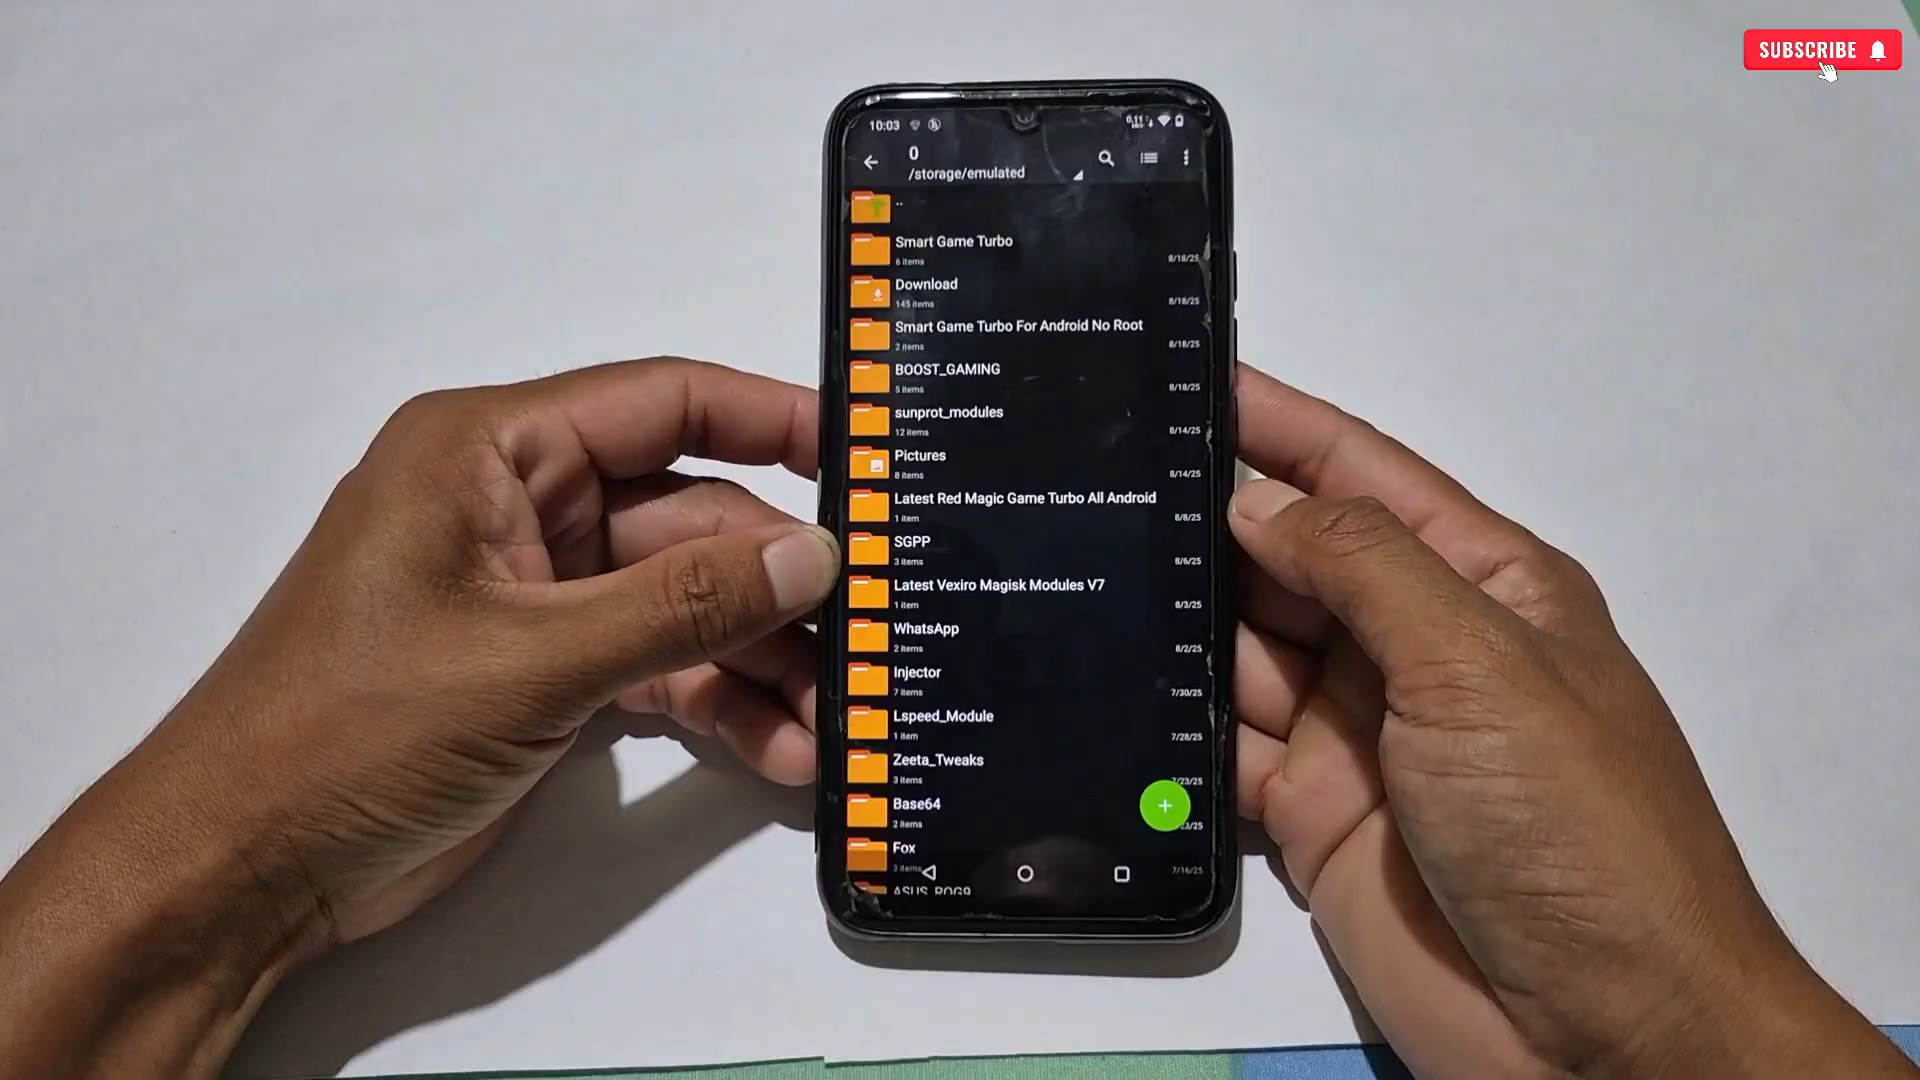 SUBSCRIBE
10:03
0
/storage/emulated
..
Smart Game Turbo
6 items
8/18/25
Download
145 items
8/18/25
Smart Game Turbo For Android No Root
2 items
8/18/25
BOOST_GAMING
5 items
8/18/25
sunprot_modules
12 items
8/14/25
Pictures
8 items
8/14/25
Latest Red Magic Game Turbo All Android
1 item
8/8/25
SGPP
3 items
8/6/25
Latest Vexiro Magisk Modules V7
1 item
8/3/25
WhatsApp
2 items
8/2/25
Injector
7 items
7/30/25
Lspeed_Module
1 item
7/28/25
Zeeta_Tweaks
3 items
7/23/25
Base64
2 items
Fox
3 items
7/16/25
ASUS_ROG9